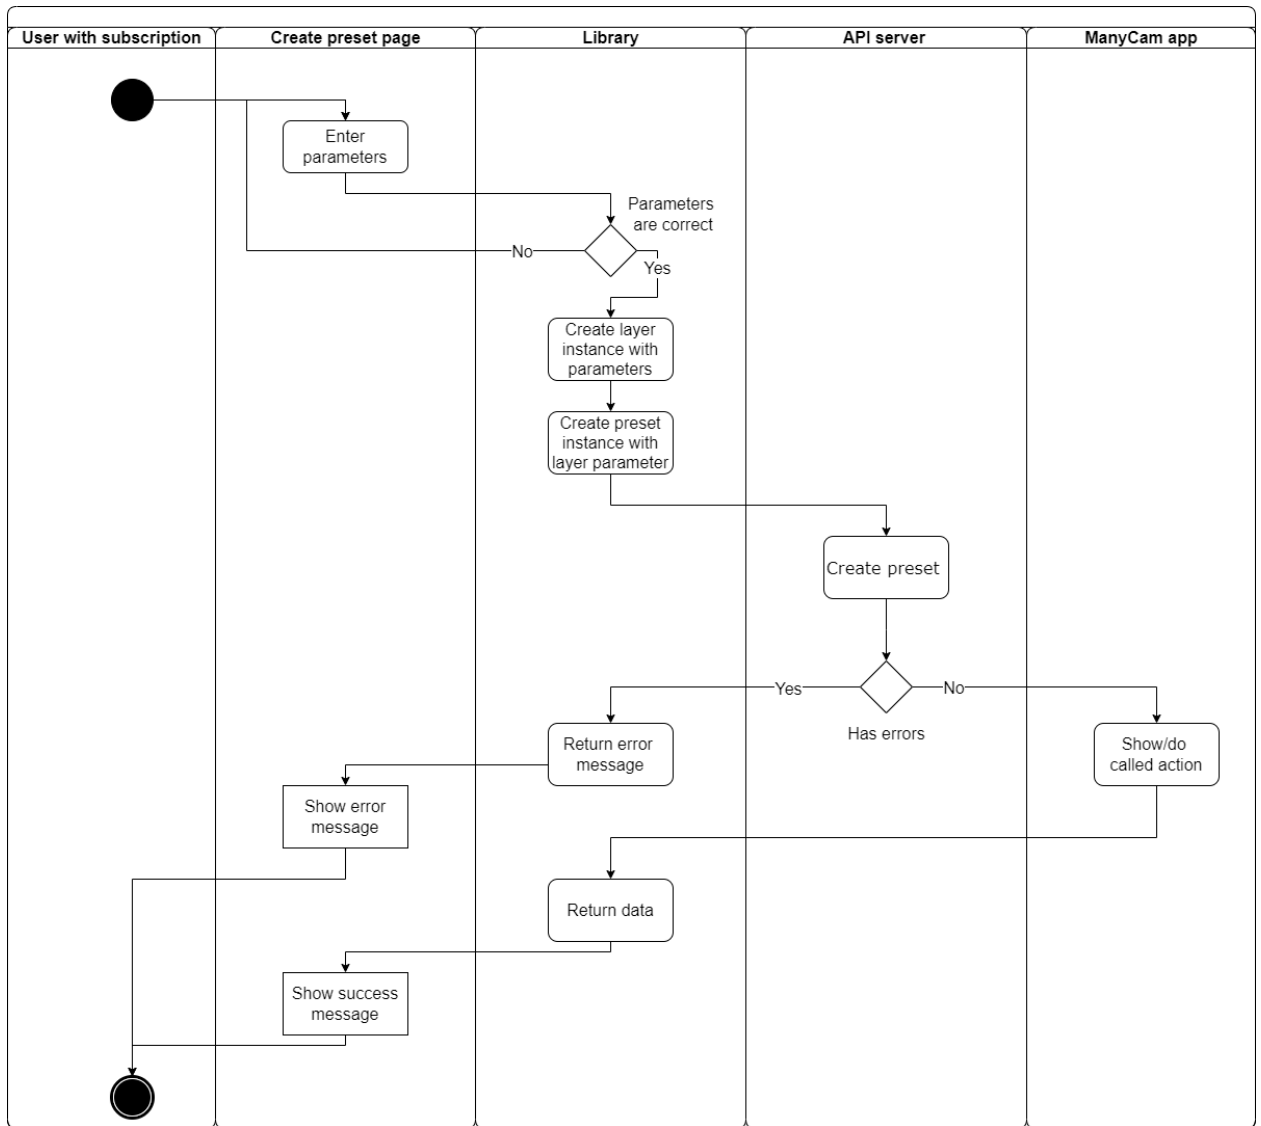 User with subscription
Create preset page
Library
API server
ManyCam app
Enter
parameters
Parameters
are correct
No
Yes
Create layer
instance with
parameters
Create preset
instance with
layer parameter
Create preset
Yes
No
Has errors
Return error
message
Show/do
called action
Show error
message
Return data
Show success
message